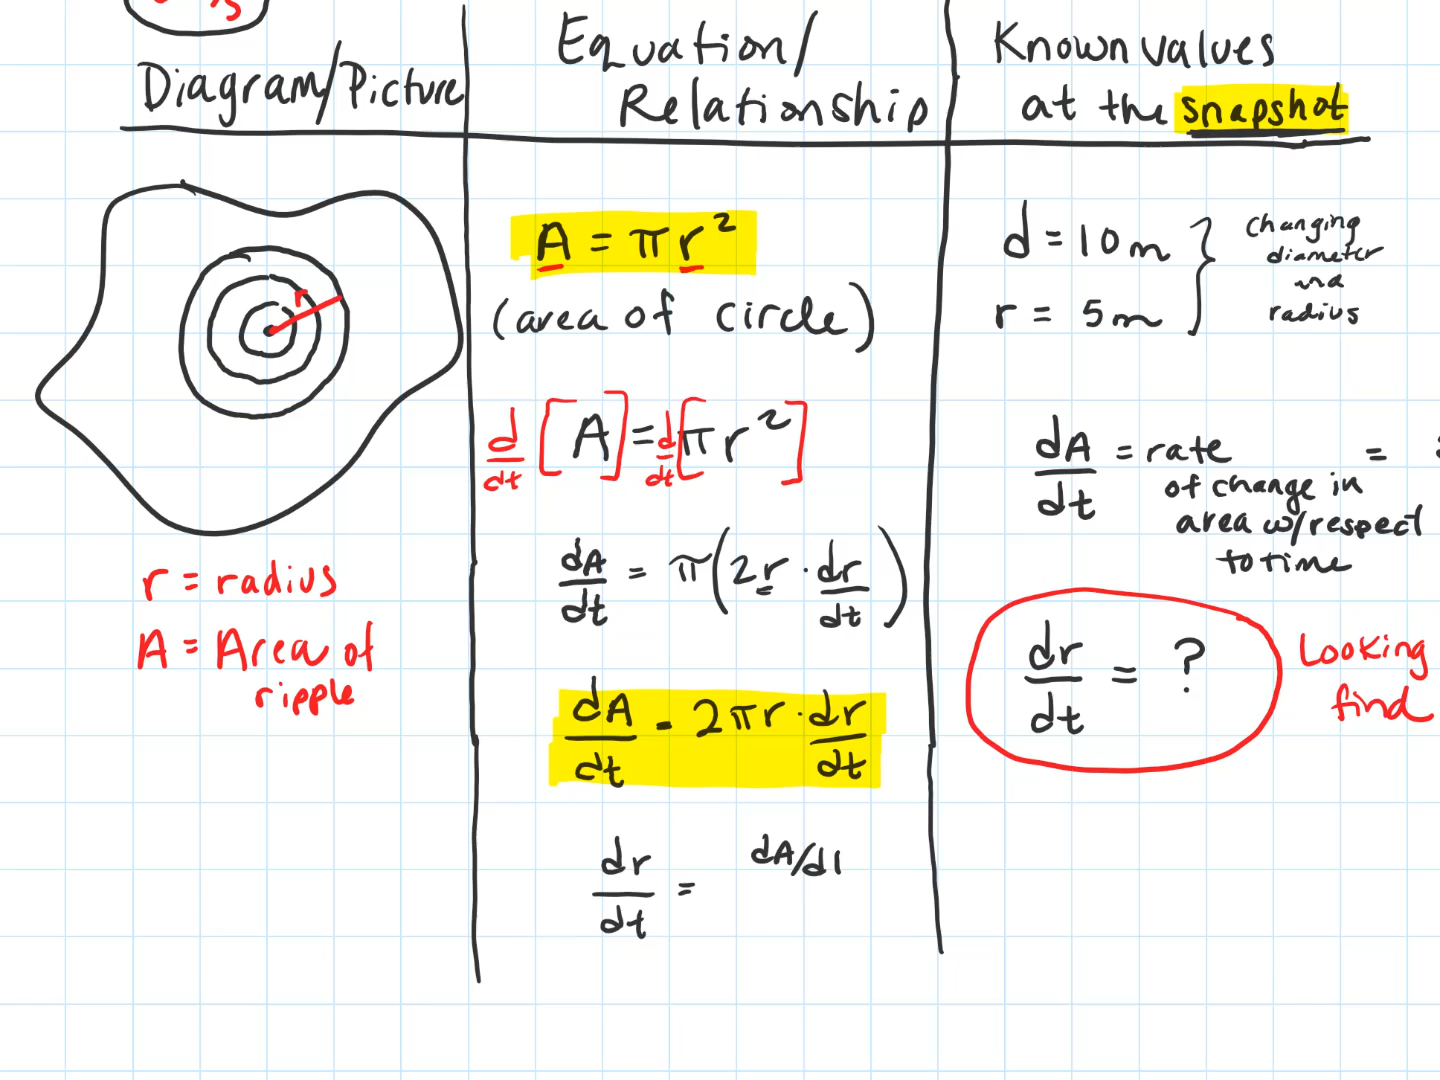 Diagram/Picture
Equation/
Relationship
Known values
at the snapshot
r
r = radius
A = Area of
ripple
A = πr²
(area of circle)
d/dt [A] = d/dt [πr²]
dA/dt = π(2r · dr/dt)
dA/dt = 2πr · dr/dt
dr/dt = dA/d
d = 10m
r = 5m
changing
diameter
and
radius
dA/dt = rate =
of change in
area w/respect
to time
dr/dt = ?
Looking
find